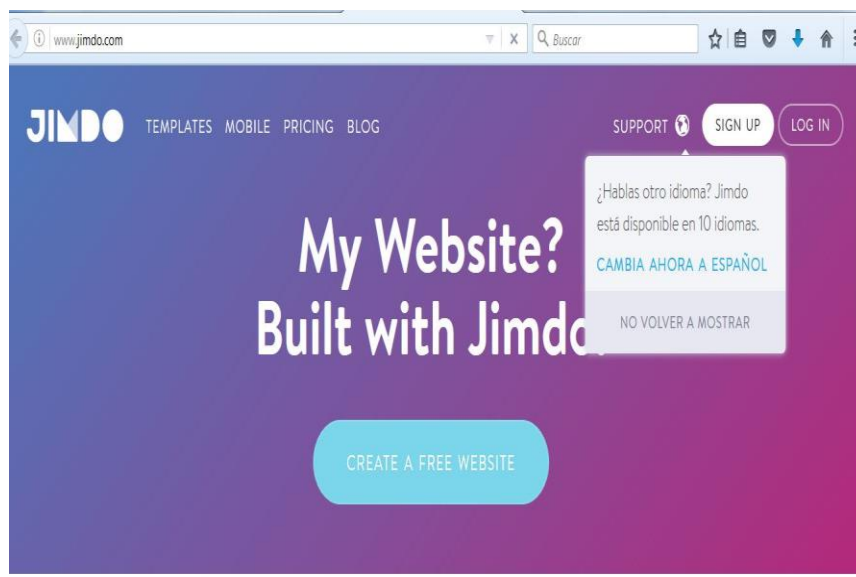 www.jimdo.com
Buscar
JIMDO TEMPLATES MOBILE PRICING BLOG SUPPORT SIGN UP LOG IN
¿Hablas otro idioma? Jimdo
está disponible en 10 idiomas.
CAMBIA AHORA A ESPAÑOL
NO VOLVER A MOSTRAR
My Website?
Built with Jimdo.
CREATE A FREE WEBSITE